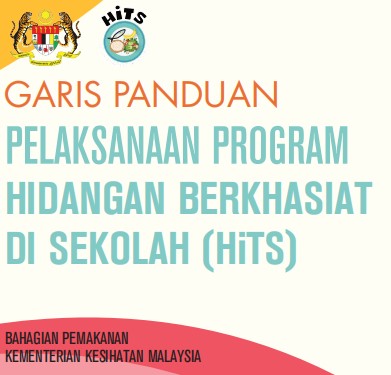 HiTS
GARIS PANDUAN
PELAKSANAAN PROGRAM
HIDANGAN BERKHASIAT
DI SEKOLAH (HiTS)
BAHAGIAN PEMAKANAN
KEMENTERIAN KESIHATAN MALAYSIA